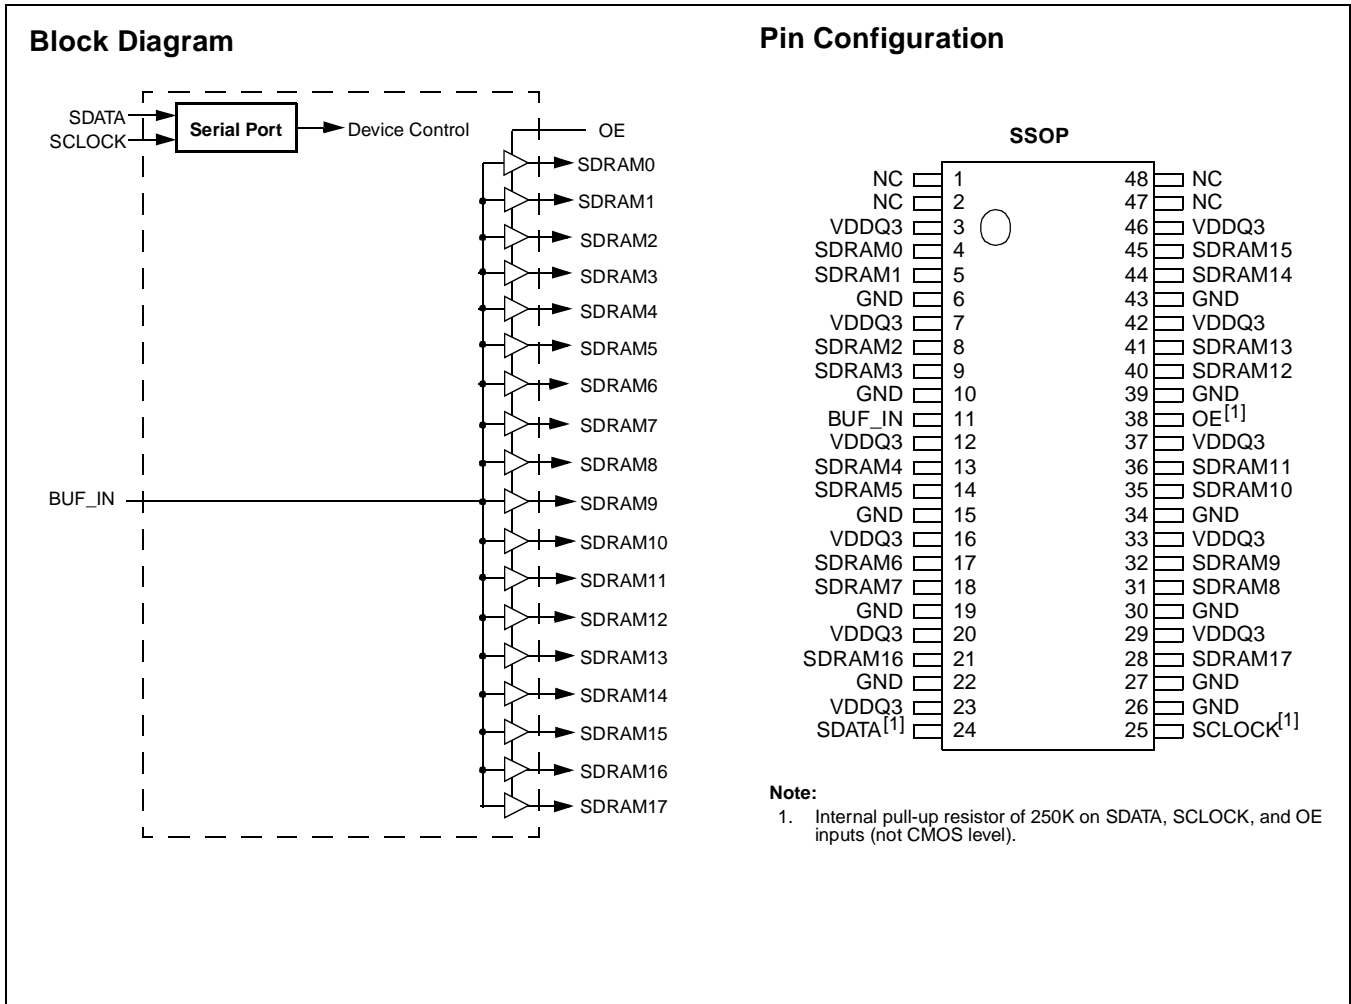 Block Diagram
SDATA
SCLOCK
Serial Port
Device Control
OE
SDRAM0
SDRAM1
SDRAM2
SDRAM3
SDRAM4
SDRAM5
SDRAM6
SDRAM7
SDRAM8
BUF_IN
SDRAM9
SDRAM10
SDRAM11
SDRAM12
SDRAM13
SDRAM14
SDRAM15
SDRAM16
SDRAM17
Pin Configuration
SSOP
NC 1 48 NC
NC 2 47 NC
VDDQ3 3 46 VDDQ3
SDRAM0 4 45 SDRAM15
SDRAM1 5 44 SDRAM14
GND 6 43 GND
VDDQ3 7 42 VDDQ3
SDRAM2 8 41 SDRAM13
SDRAM3 9 40 SDRAM12
GND 10 39 GND
BUF_IN 11 38 OE[1]
VDDQ3 12 37 VDDQ3
SDRAM4 13 36 SDRAM11
SDRAM5 14 35 SDRAM10
GND 15 34 GND
VDDQ3 16 33 VDDQ3
SDRAM6 17 32 SDRAM9
SDRAM7 18 31 SDRAM8
GND 19 30 GND
VDDQ3 20 29 VDDQ3
SDRAM16 21 28 SDRAM17
GND 22 27 GND
VDDQ3 23 26 GND
SDATA[1] 24 25 SCLOCK[1]
Note:
1. Internal pull-up resistor of 250K on SDATA, SCLOCK, and OE
inputs (not CMOS level).